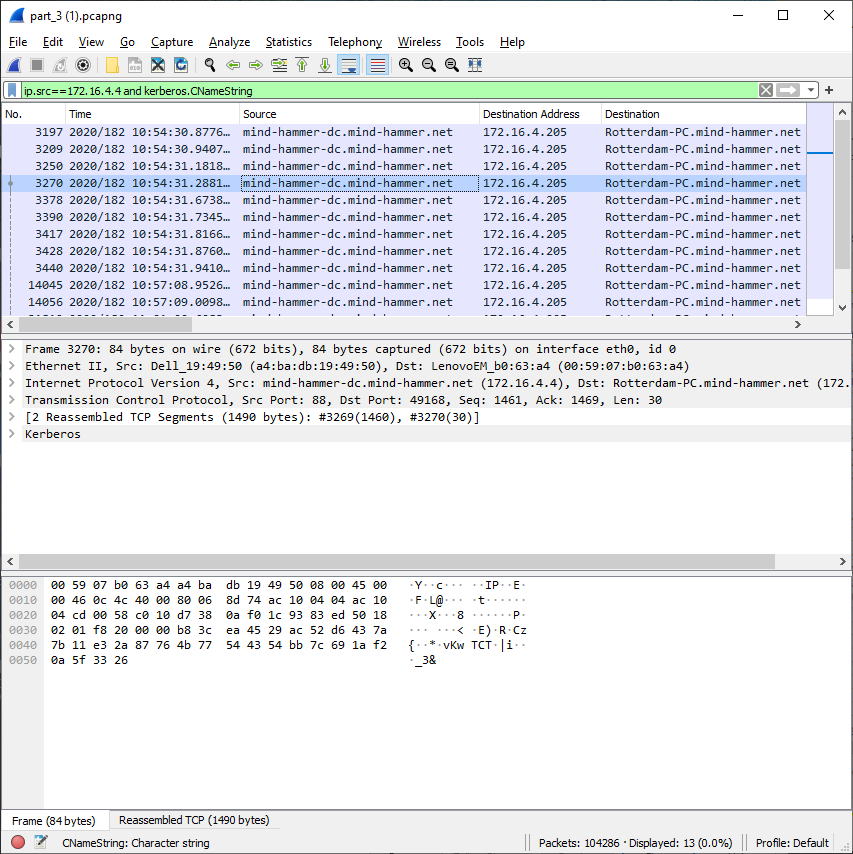 part_3 (1).pcapng
File Edit View Go Capture Analyze Statistics Telephony Wireless Tools Help
ip.src==172.16.4.4 and kerberos.CNameString
No. Time Source Destination Address Destination
3197 2020/182 10:54:30.8776… mind-hammer-dc.mind-hammer.net 172.16.4.205 Rotterdam-PC.mind-hammer.net
3209 2020/182 10:54:30.9407… mind-hammer-dc.mind-hammer.net 172.16.4.205 Rotterdam-PC.mind-hammer.net
3250 2020/182 10:54:31.1818… mind-hammer-dc.mind-hammer.net 172.16.4.205 Rotterdam-PC.mind-hammer.net
3270 2020/182 10:54:31.2881… mind-hammer-dc.mind-hammer.net 172.16.4.205 Rotterdam-PC.mind-hammer.net
3378 2020/182 10:54:31.6738… mind-hammer-dc.mind-hammer.net 172.16.4.205 Rotterdam-PC.mind-hammer.net
3390 2020/182 10:54:31.7345… mind-hammer-dc.mind-hammer.net 172.16.4.205 Rotterdam-PC.mind-hammer.net
3417 2020/182 10:54:31.8166… mind-hammer-dc.mind-hammer.net 172.16.4.205 Rotterdam-PC.mind-hammer.net
3428 2020/182 10:54:31.8760… mind-hammer-dc.mind-hammer.net 172.16.4.205 Rotterdam-PC.mind-hammer.net
3440 2020/182 10:54:31.9410… mind-hammer-dc.mind-hammer.net 172.16.4.205 Rotterdam-PC.mind-hammer.net
14045 2020/182 10:57:08.9526… mind-hammer-dc.mind-hammer.net 172.16.4.205 Rotterdam-PC.mind-hammer.net
14056 2020/182 10:57:09.0098… mind-hammer-dc.mind-hammer.net 172.16.4.205 Rotterdam-PC.mind-hammer.net
Frame 3270: 84 bytes on wire (672 bits), 84 bytes captured (672 bits) on interface eth0, id 0
Ethernet II, Src: Dell_19:49:50 (a4:ba:db:19:49:50), Dst: LenovoEM_b0:63:a4 (00:59:07:b0:63:a4)
Internet Protocol Version 4, Src: mind-hammer-dc.mind-hammer.net (172.16.4.4), Dst: Rotterdam-PC.mind-hammer.net (172.
Transmission Control Protocol, Src Port: 88, Dst Port: 49168, Seq: 1461, Ack: 1469, Len: 30
[2 Reassembled TCP Segments (1490 bytes): #3269(1460), #3270(30)]
Kerberos
0000 00 59 07 b0 63 a4 a4 ba db 19 49 50 08 00 45 00 ·Y··c··· ··IP··E·
0010 00 46 0c 4c 40 00 80 06 8d 74 ac 10 04 04 ac 10 ·F·L@··· ·t······
0020 04 cd 00 58 c0 10 d7 38 0a f0 1c 93 83 ed 50 18 ···X···8 ······P·
0030 02 01 f8 20 00 00 b8 3c ea 45 29 ac 52 d6 43 7a ··· ···< ·E)·R·Cz
0040 7b 11 e3 2a 87 76 4b 77 54 43 54 bb 7c 69 1a f2 {··*·vKw TCT·|i··
0050 0a 5f 33 26 ·_3&
Frame (84 bytes) Reassembled TCP (1490 bytes)
CNameString: Character string Packets: 104286 · Displayed: 13 (0.0%) Profile: Default